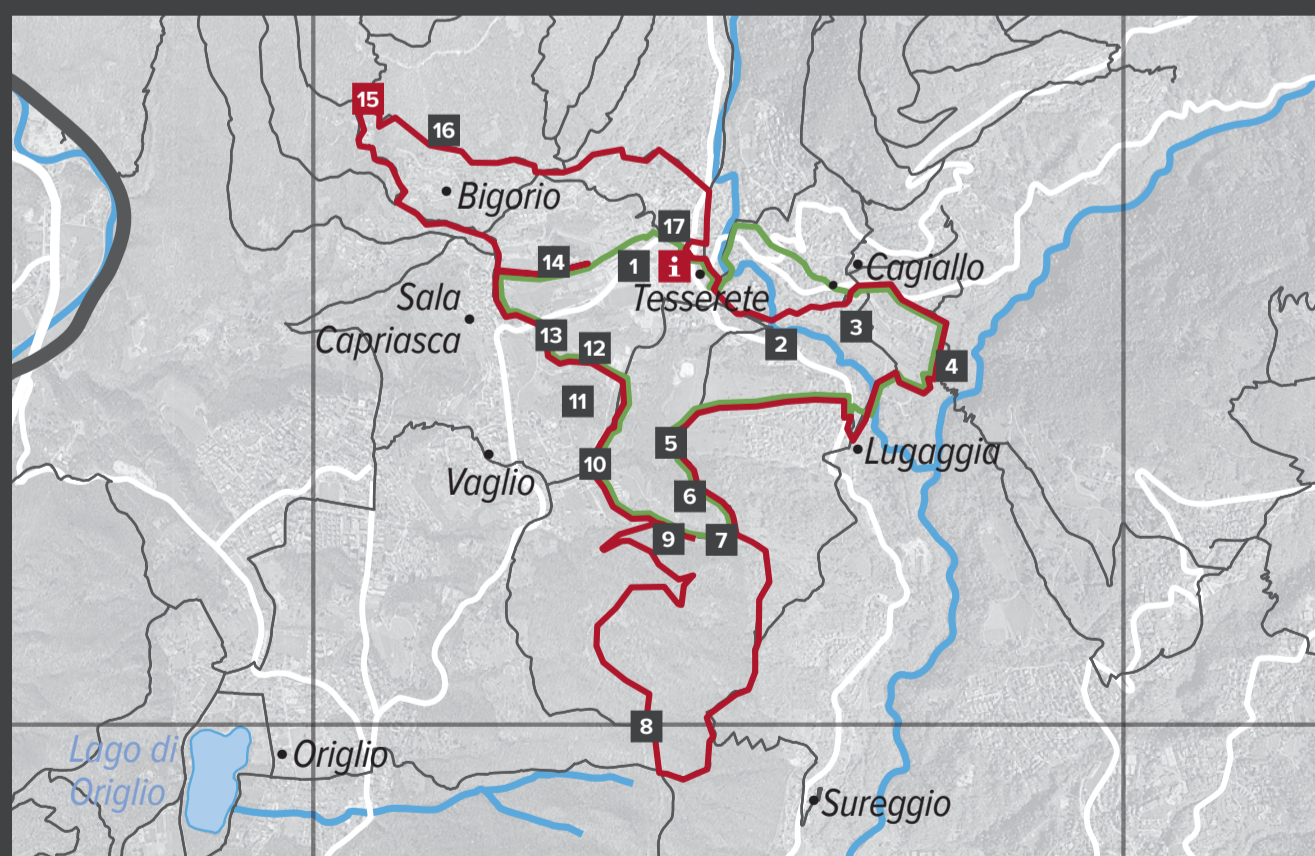 15
16
Bigorio
17
14
1
i
Cagiallo
Tesserete
Sala
Capriasca
3
13
12
2
4
11
5
Lugaggia
10
Vaglio
6
9
7
8
Lago di
Origlio
Origlio
Sureggio